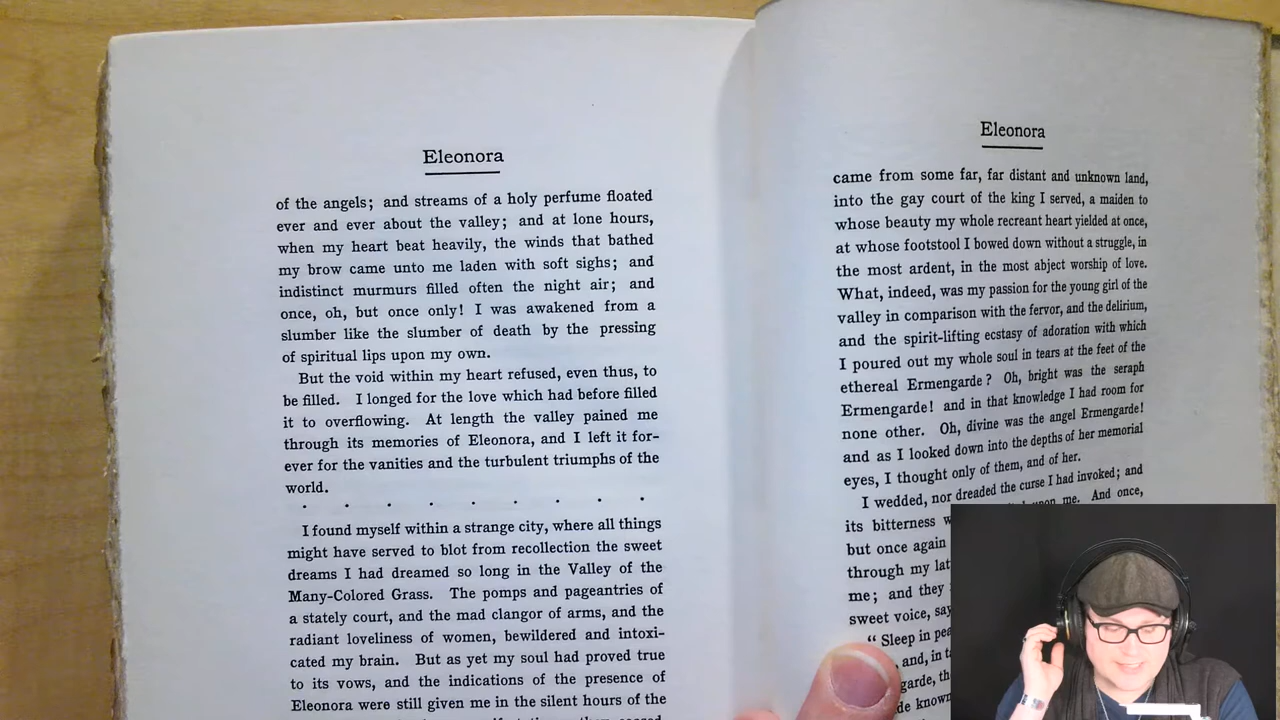 Eleonora
of the angels; and streams of a holy perfume floated
ever and ever about the valley; and at lone hours,
when my heart beat heavily, the winds that bathed
my brow came unto me laden with soft sighs; and
indistinct murmurs filled often the night air; and
once, oh, but once only! I was awakened from a
slumber like the slumber of death by the pressing
of spiritual lips upon my own.
But the void within my heart refused, even thus, to
be filled. I longed for the love which had before filled
it to overflowing. At length the valley pained me
through its memories of Eleonora, and I left it for-
ever for the vanities and the turbulent triumphs of the
world.
. . . . . . . . .
I found myself within a strange city, where all things
might have served to blot from recollection the sweet
dreams I had dreamed so long in the Valley of the
Many-Colored Grass. The pomps and pageantries of
a stately court, and the mad clangor of arms, and the
radiant loveliness of women, bewildered and intoxi-
cated my brain. But as yet my soul had proved true
to its vows, and the indications of the presence of
Eleonora were still given me in the silent hours of the
Eleonora
came from some far, far distant and unknown land,
into the gay court of the king I served, a maiden to
whose beauty my whole recreant heart yielded at once,
at whose footstool I bowed down without a struggle, in
the most ardent, in the most abject worship of love.
What, indeed, was my passion for the young girl of the
valley in comparison with the fervor, and the delirium,
and the spirit-lifting ecstasy of adoration with which
I poured out my whole soul in tears at the feet of the
ethereal Ermengarde? Oh, bright was the seraph
Ermengarde! and in that knowledge I had room for
none other. Oh, divine was the angel Ermengarde!
and as I looked down into the depths of her memorial
eyes, I thought only of them, and of her.
I wedded, nor dreaded the curse I had invoked; and
its bitterness upon me. And once,
but once again
through my lat
me; and they
sweet voice, say
"Sleep in pea
and, in
garde, th
de known